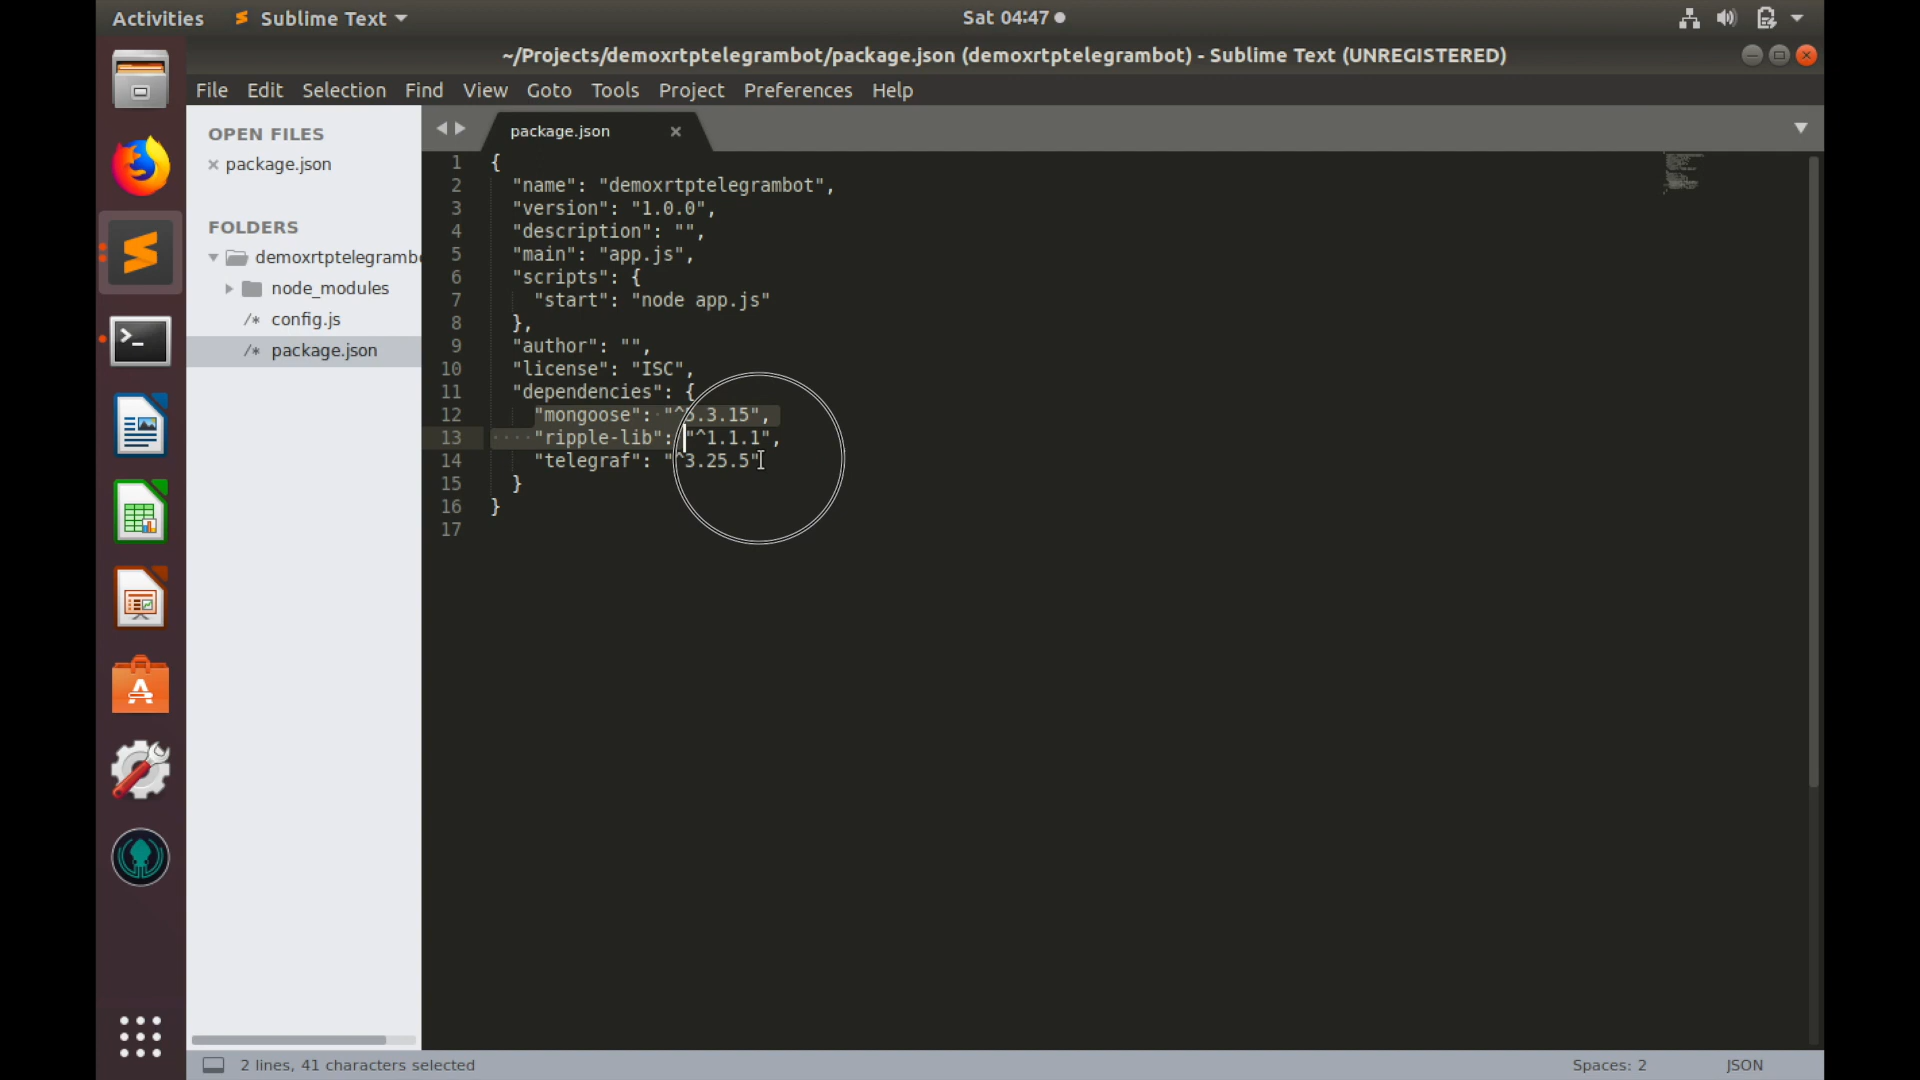 Activities
Sublime Text
Sat 04:47
~/Projects/demoxrtptelegrambot/package.json (demoxrtptelegrambot) - Sublime Text (UNREGISTERED)
File Edit Selection Find View Goto Tools Project Preferences Help
OPEN FILES
package.json
FOLDERS
demoxrtptelegrambo
node_modules
/* config.js
/* package.json
package.json
1 {
2 "name": "demoxrtptelegrambot",
3 "version": "1.0.0",
4 "description": "",
5 "main": "app.js",
6 "scripts": {
7 "start": "node app.js"
8 },
9 "author": "",
10 "license": "ISC",
11 "dependencies": {
12 "mongoose": "^5.3.15",
13 "ripple-lib": "^1.1.1",
14 "telegraf": "^3.25.5"
15 }
16 }
17
2 lines, 41 characters selected
Spaces: 2
JSON